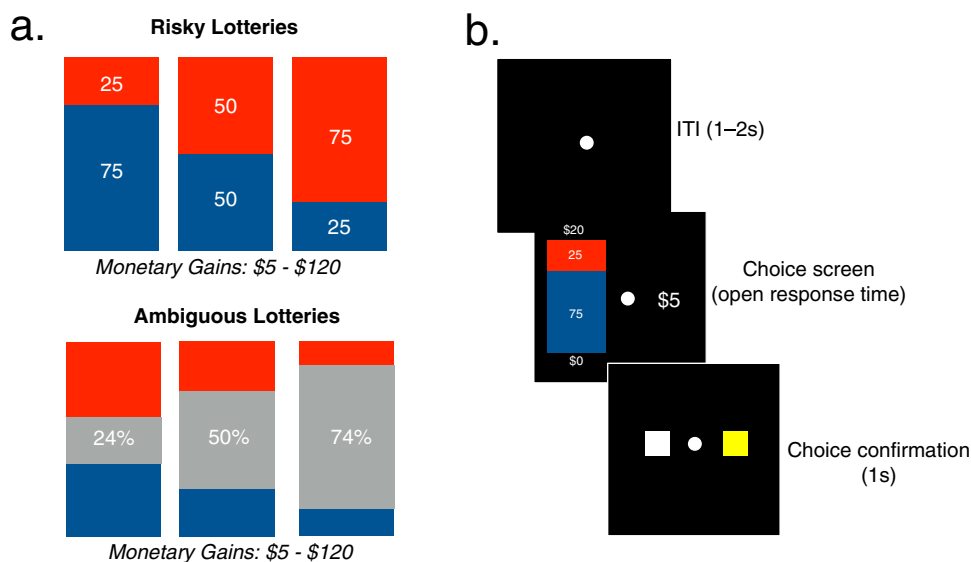 a.
Risky Lotteries
25
75
50
50
75
25
Monetary Gains: $5 - $120
Ambiguous Lotteries
24%
50%
74%
Monetary Gains: $5 - $120
b.
ITI (1–2s)
$20
25
75
$0
$5
Choice screen
(open response time)
Choice confirmation
(1s)